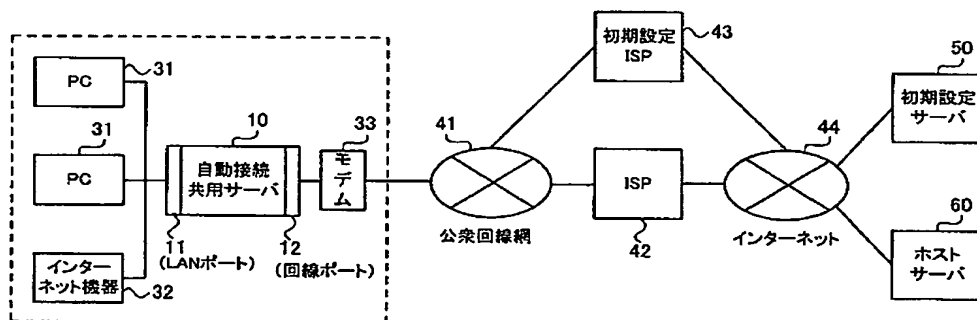 PC
31
PC
31
インター
ネット機器
32
10
自動接続
共用サーバ
11
(LANポート)
12
(回線ポート)
33
モデム
41
公衆回線網
初期設定
ISP
43
ISP
42
44
インターネット
50
初期設定
サーバ
60
ホスト
サーバ